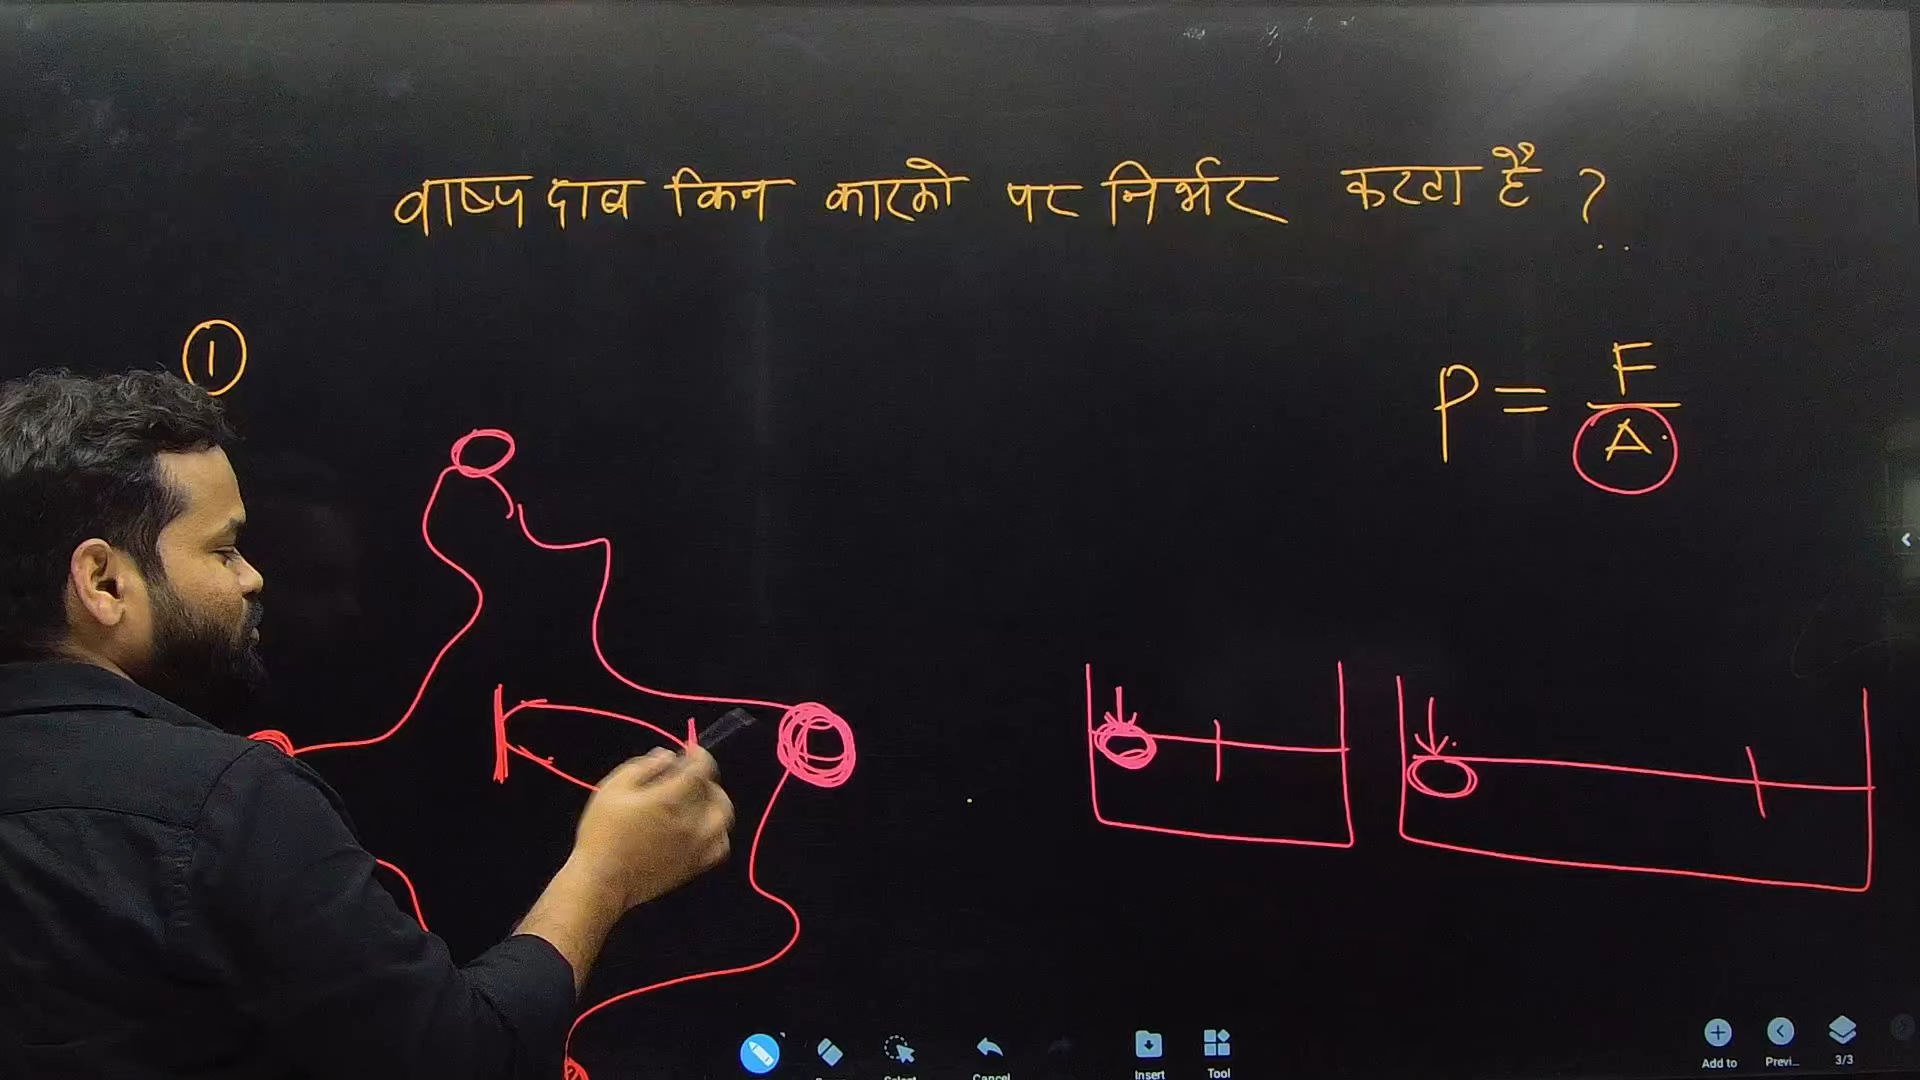 वाष्प दाब किन कारको पर निर्भर करता है ?
1
P = F
A
Insert
Tool
Add to
Previ...
3/3